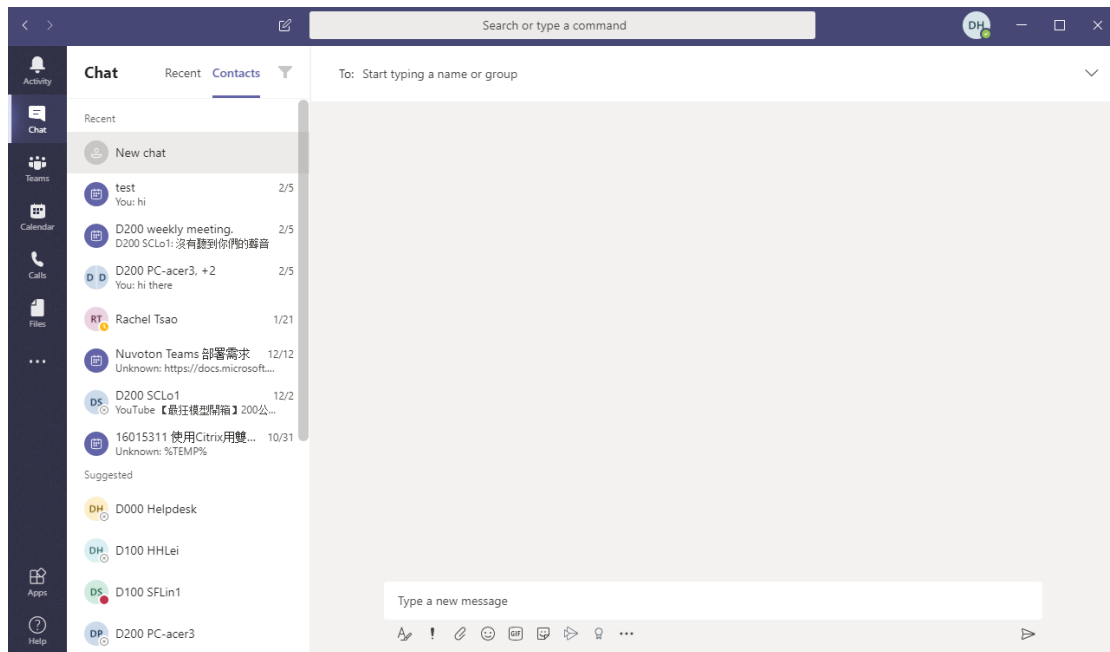 Search or type a command
DH
Activity
Chat
Teams
Calendar
Calls
Files
Apps
Help
Chat
Recent
Contacts
Recent
New chat
test 2/5
You: hi
D200 weekly meeting. 2/5
D200 SCLo1: 沒有聽到你們的聲音
D D
D200 PC-acer3, +2 2/5
You: hi there
RT
Rachel Tsao 1/21
Nuvoton Teams 部署需求 12/12
Unknown: https://docs.microsoft....
DS
D200 SCLo1 12/2
YouTube【最狂模型開箱】200公...
16015311 使用Citrix用雙... 10/31
Unknown: %TEMP%
Suggested
DH
D000 Helpdesk
DH
D100 HHLei
DS
D100 SFLin1
DP
D200 PC-acer3
To: Start typing a name or group
Type a new message
GIF